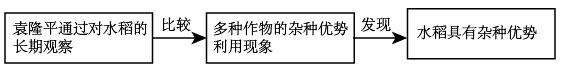 袁隆平通过对水稻的
长期观察
比较
多种作物的杂种优势
利用现象
发现
水稻具有杂种优势